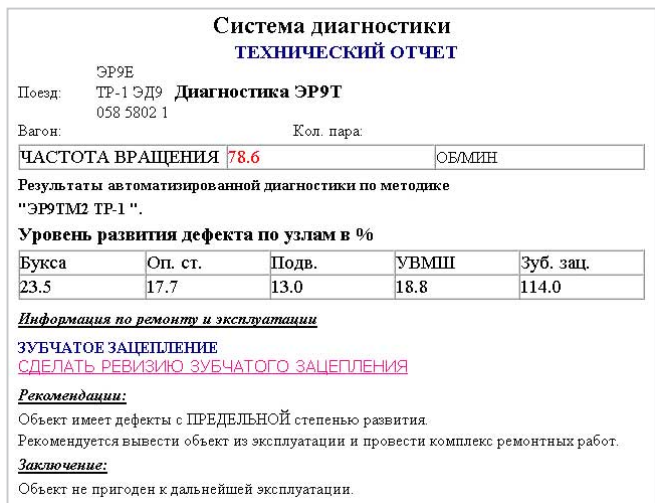 Система диагностики
ТЕХНИЧЕСКИЙ ОТЧЕТ
ЭР9Е
Поезд: ТР-1 ЭД9 Диагностика ЭР9Т
058 5802 1
Вагон: Кол. пара:
ЧАСТОТА ВРАЩЕНИЯ 78.6 ОБ/МИН
Результаты автоматизированной диагностики по методике
"ЭР9ТМ2 ТР-1 ".
Уровень развития дефекта по узлам в %
Букса Оп. ст. Подв. УВМШ Зуб. зац.
23.5 17.7 13.0 18.8 114.0
Информация по ремонту и эксплуатации
ЗУБЧАТОЕ ЗАЦЕПЛЕНИЕ
СДЕЛАТЬ РЕВИЗИЮ ЗУБЧАТОГО ЗАЦЕПЛЕНИЯ
Рекомендации:
Объект имеет дефекты с ПРЕДЕЛЬНОЙ степенью развития.
Рекомендуется вывести объект из эксплуатации и провести комплекс ремонтных работ.
Заключение:
Объект не пригоден к дальнейшей эксплуатации.